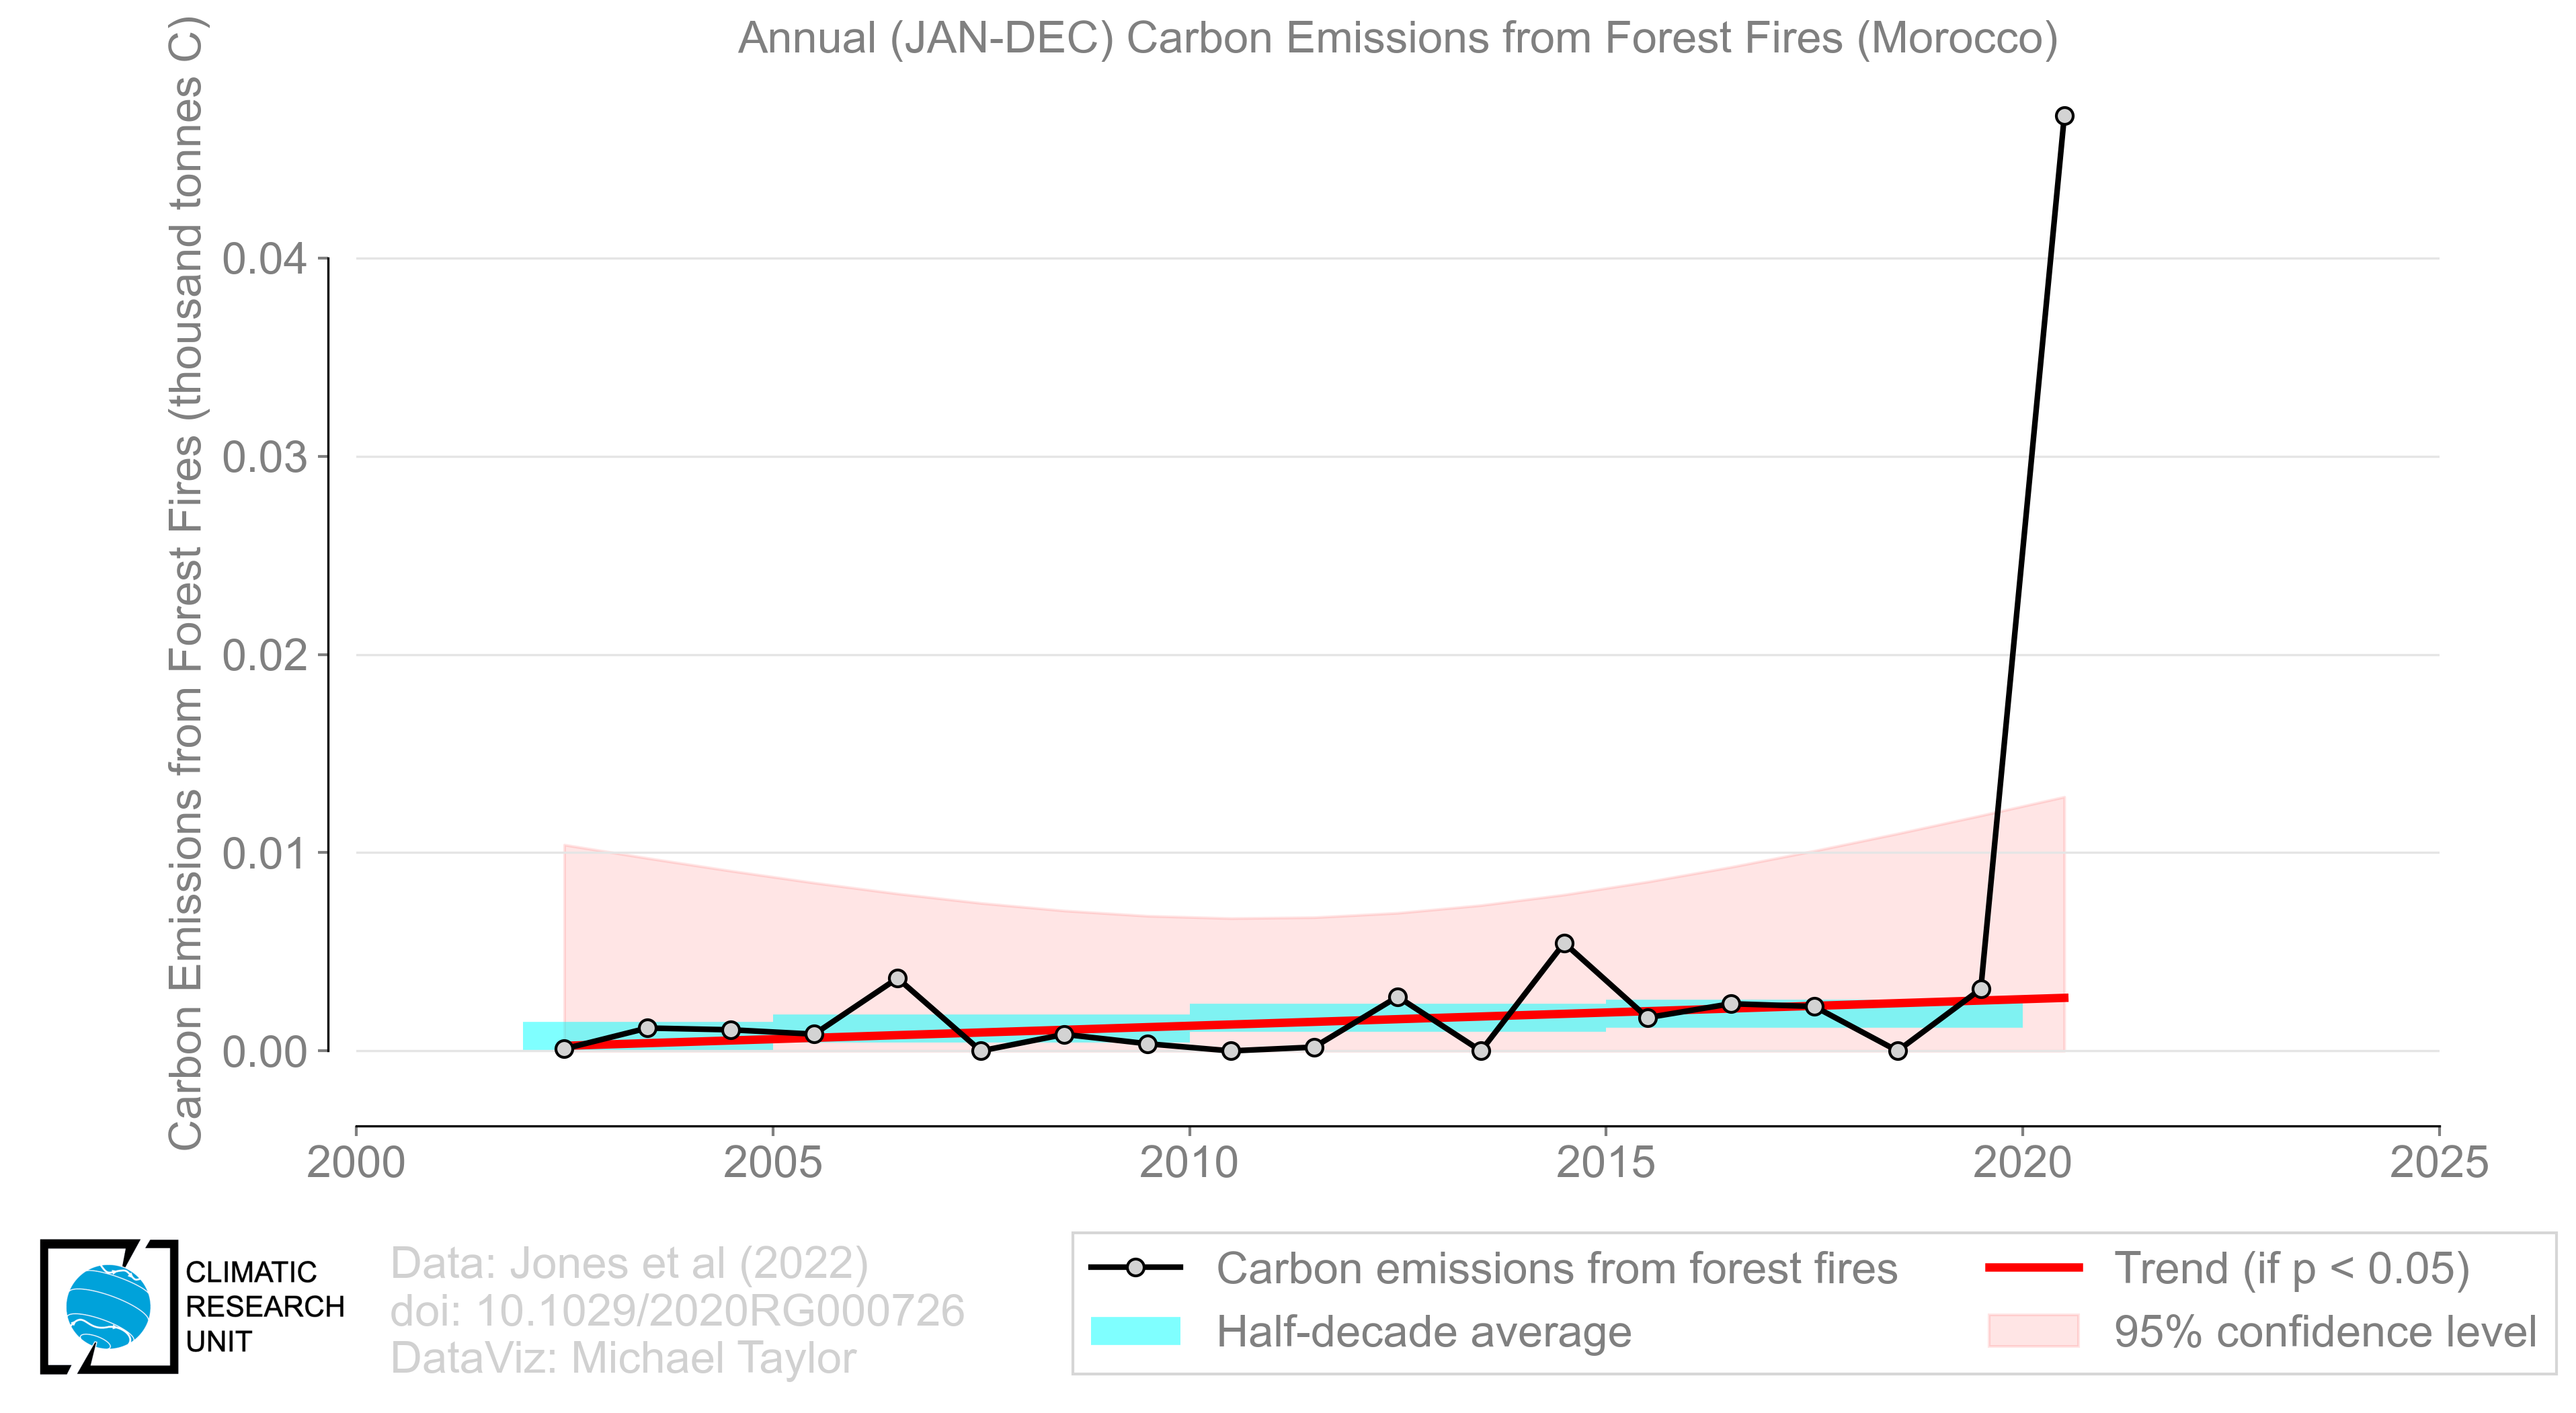 Annual (JAN-DEC) Carbon Emissions from Forest Fires (Morocco)
Carbon Emissions from Forest Fires (thousand tonnes C)
0.04
0.03
0.02
0.01
0.00
2000 2005 2010 2015 2020 2025
CLIMATIC
RESEARCH
UNIT
Data: Jones et al (2022)
doi: 10.1029/2020RG000726
DataViz: Michael Taylor
Carbon emissions from forest fires
Half-decade average
Trend (if p < 0.05)
95% confidence level